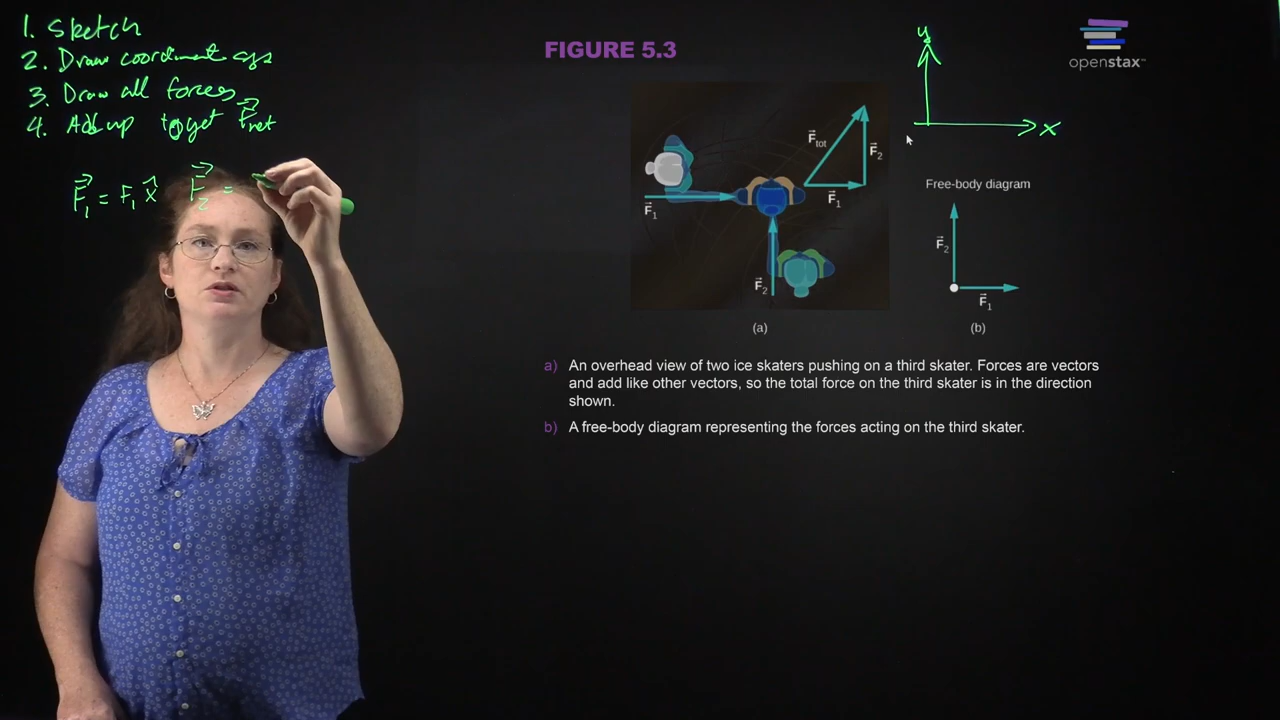 1. Sketch
2. Draw coordinate sys
3. Draw all forces
4. Add up to get F⃗net
F⃗₁ = F₁ x̂ F⃗₂ =
FIGURE 5.3
y
x
openstax™
F⃗tot
F⃗₂
F⃗₁
F⃗₁
F⃗₂
(a)
Free-body diagram
F⃗₂
F⃗₁
(b)
a) An overhead view of two ice skaters pushing on a third skater. Forces are vectors
and add like other vectors, so the total force on the third skater is in the direction
shown.
b) A free-body diagram representing the forces acting on the third skater.